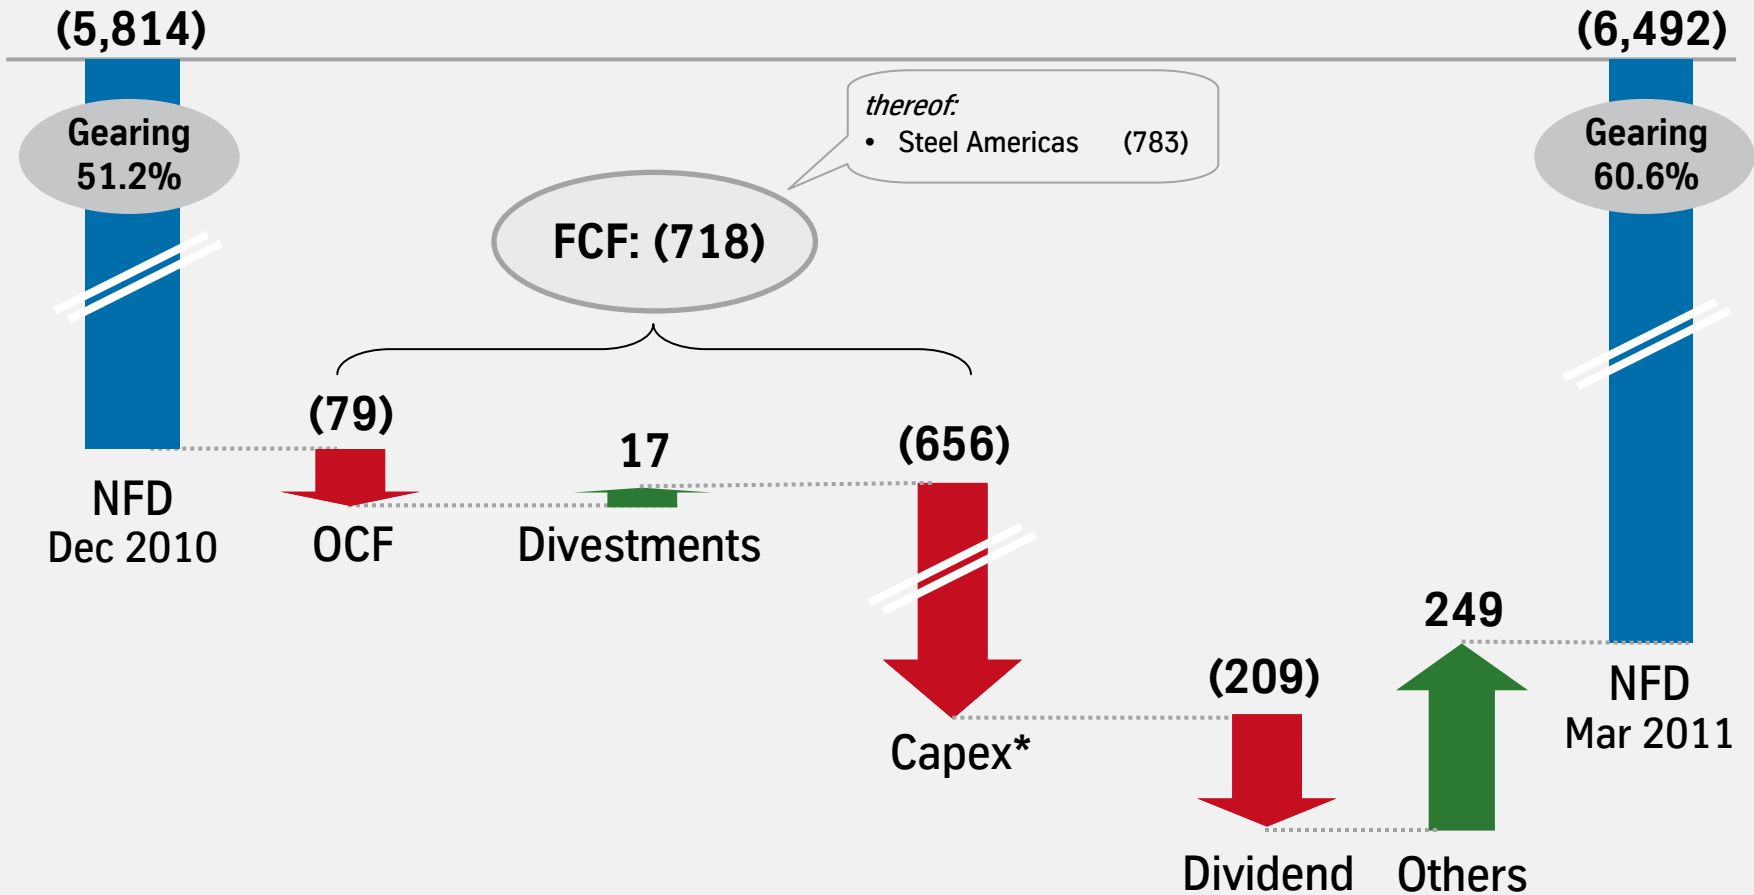 (5,814)
(6,492)
Gearing
51.2%
thereof:
• Steel Americas (783)
Gearing
60.6%
FCF: (718)
(79)
17
(656)
NFD
Dec 2010
OCF
Divestments
249
(209)
NFD
Mar 2011
Capex*
Dividend
Others